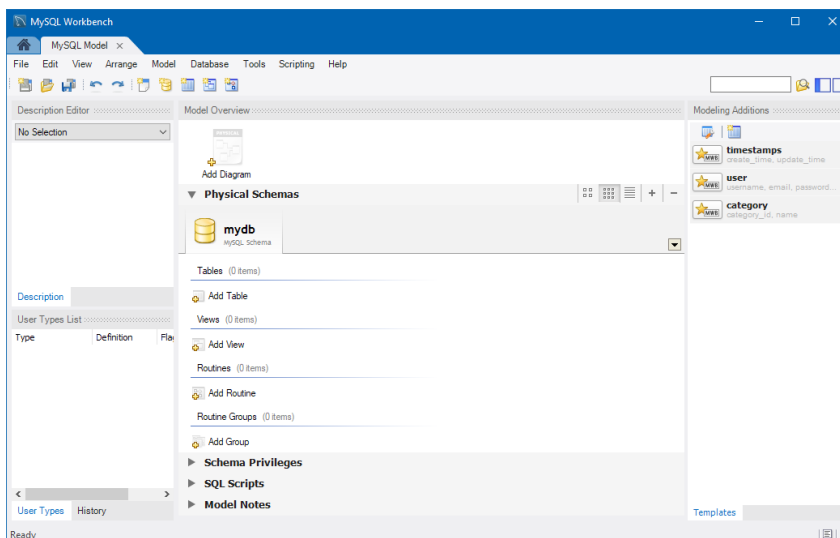 MySQL Workbench
MySQL Model
File Edit View Arrange Model Database Tools Scripting Help
Description Editor
No Selection
Description
User Types List
Type Definition
User Types History
Ready
Model Overview
Add Diagram
Physical Schemas
mydb
MySQL Schema
Tables (0 items)
Add Table
Views (0 items)
Add View
Routines (0 items)
Add Routine
Routine Groups (0 items)
Add Group
Schema Privileges
SQL Scripts
Model Notes
Modeling Additions
MWB timestamps
create_time, update_time
MWB user
username, email, password...
MWB category
category_id, name
Templates